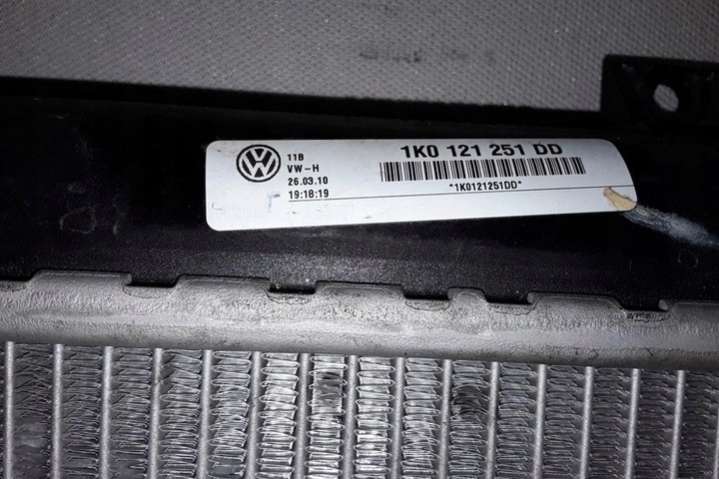 VW
11B
VW-H
26.03.10
19:18:19
1K0 121 251 DD
*1K0121251DD*